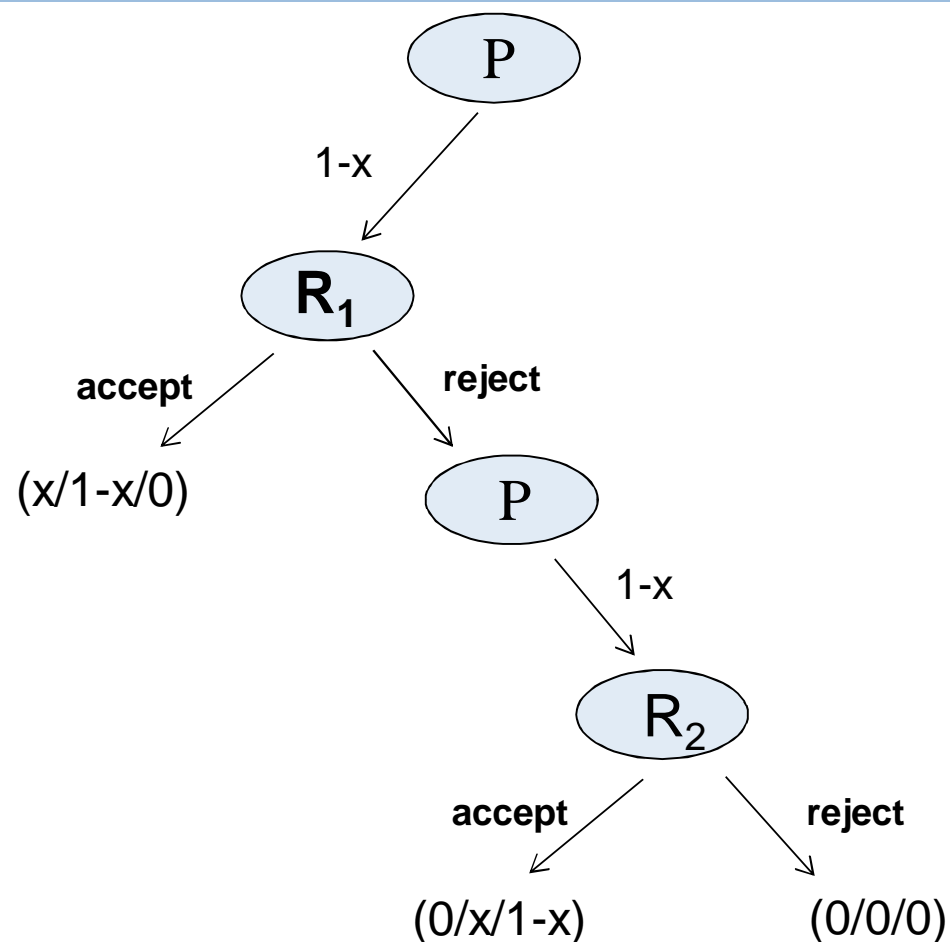 P
1-x
R₁
accept
reject
(x/1-x/0)
P
1-x
R₂
accept
reject
(0/x/1-x)
(0/0/0)